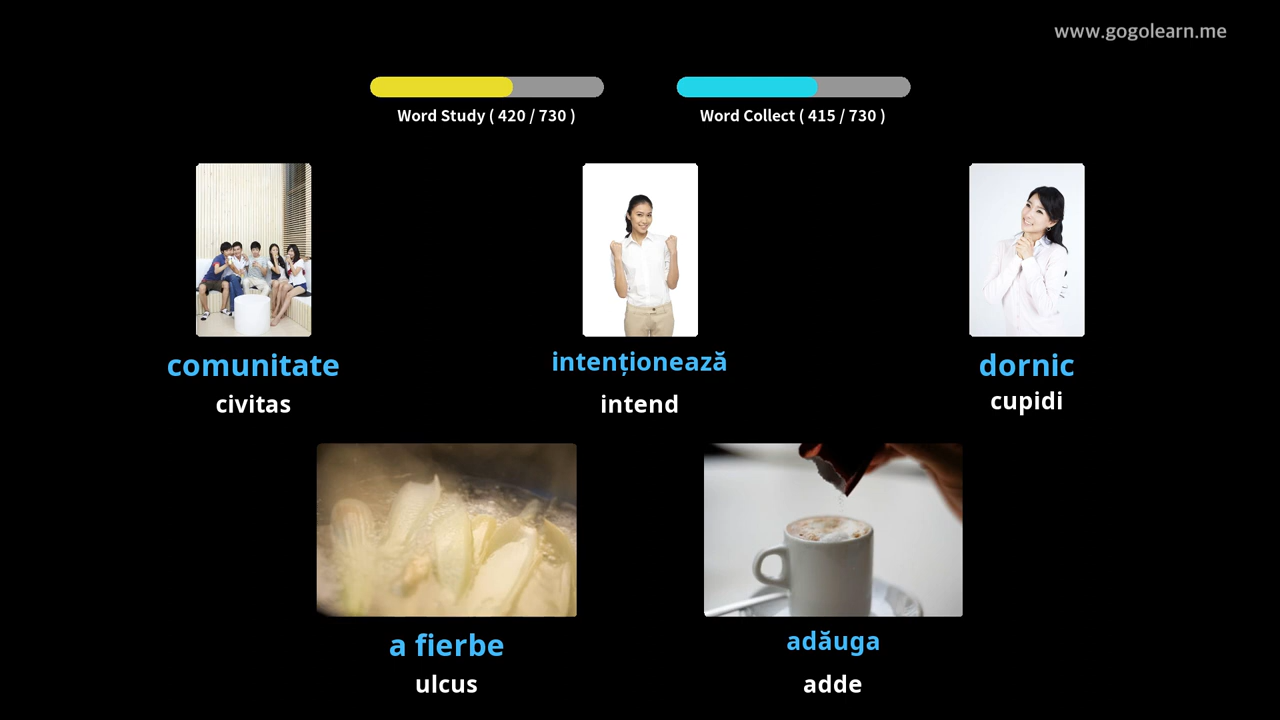 www.gogolearn.me
Word Study ( 420 / 730 )
Word Collect ( 415 / 730 )
comunitate
civitas
intenționează
intend
dornic
cupidi
a fierbe
ulcus
adăuga
adde